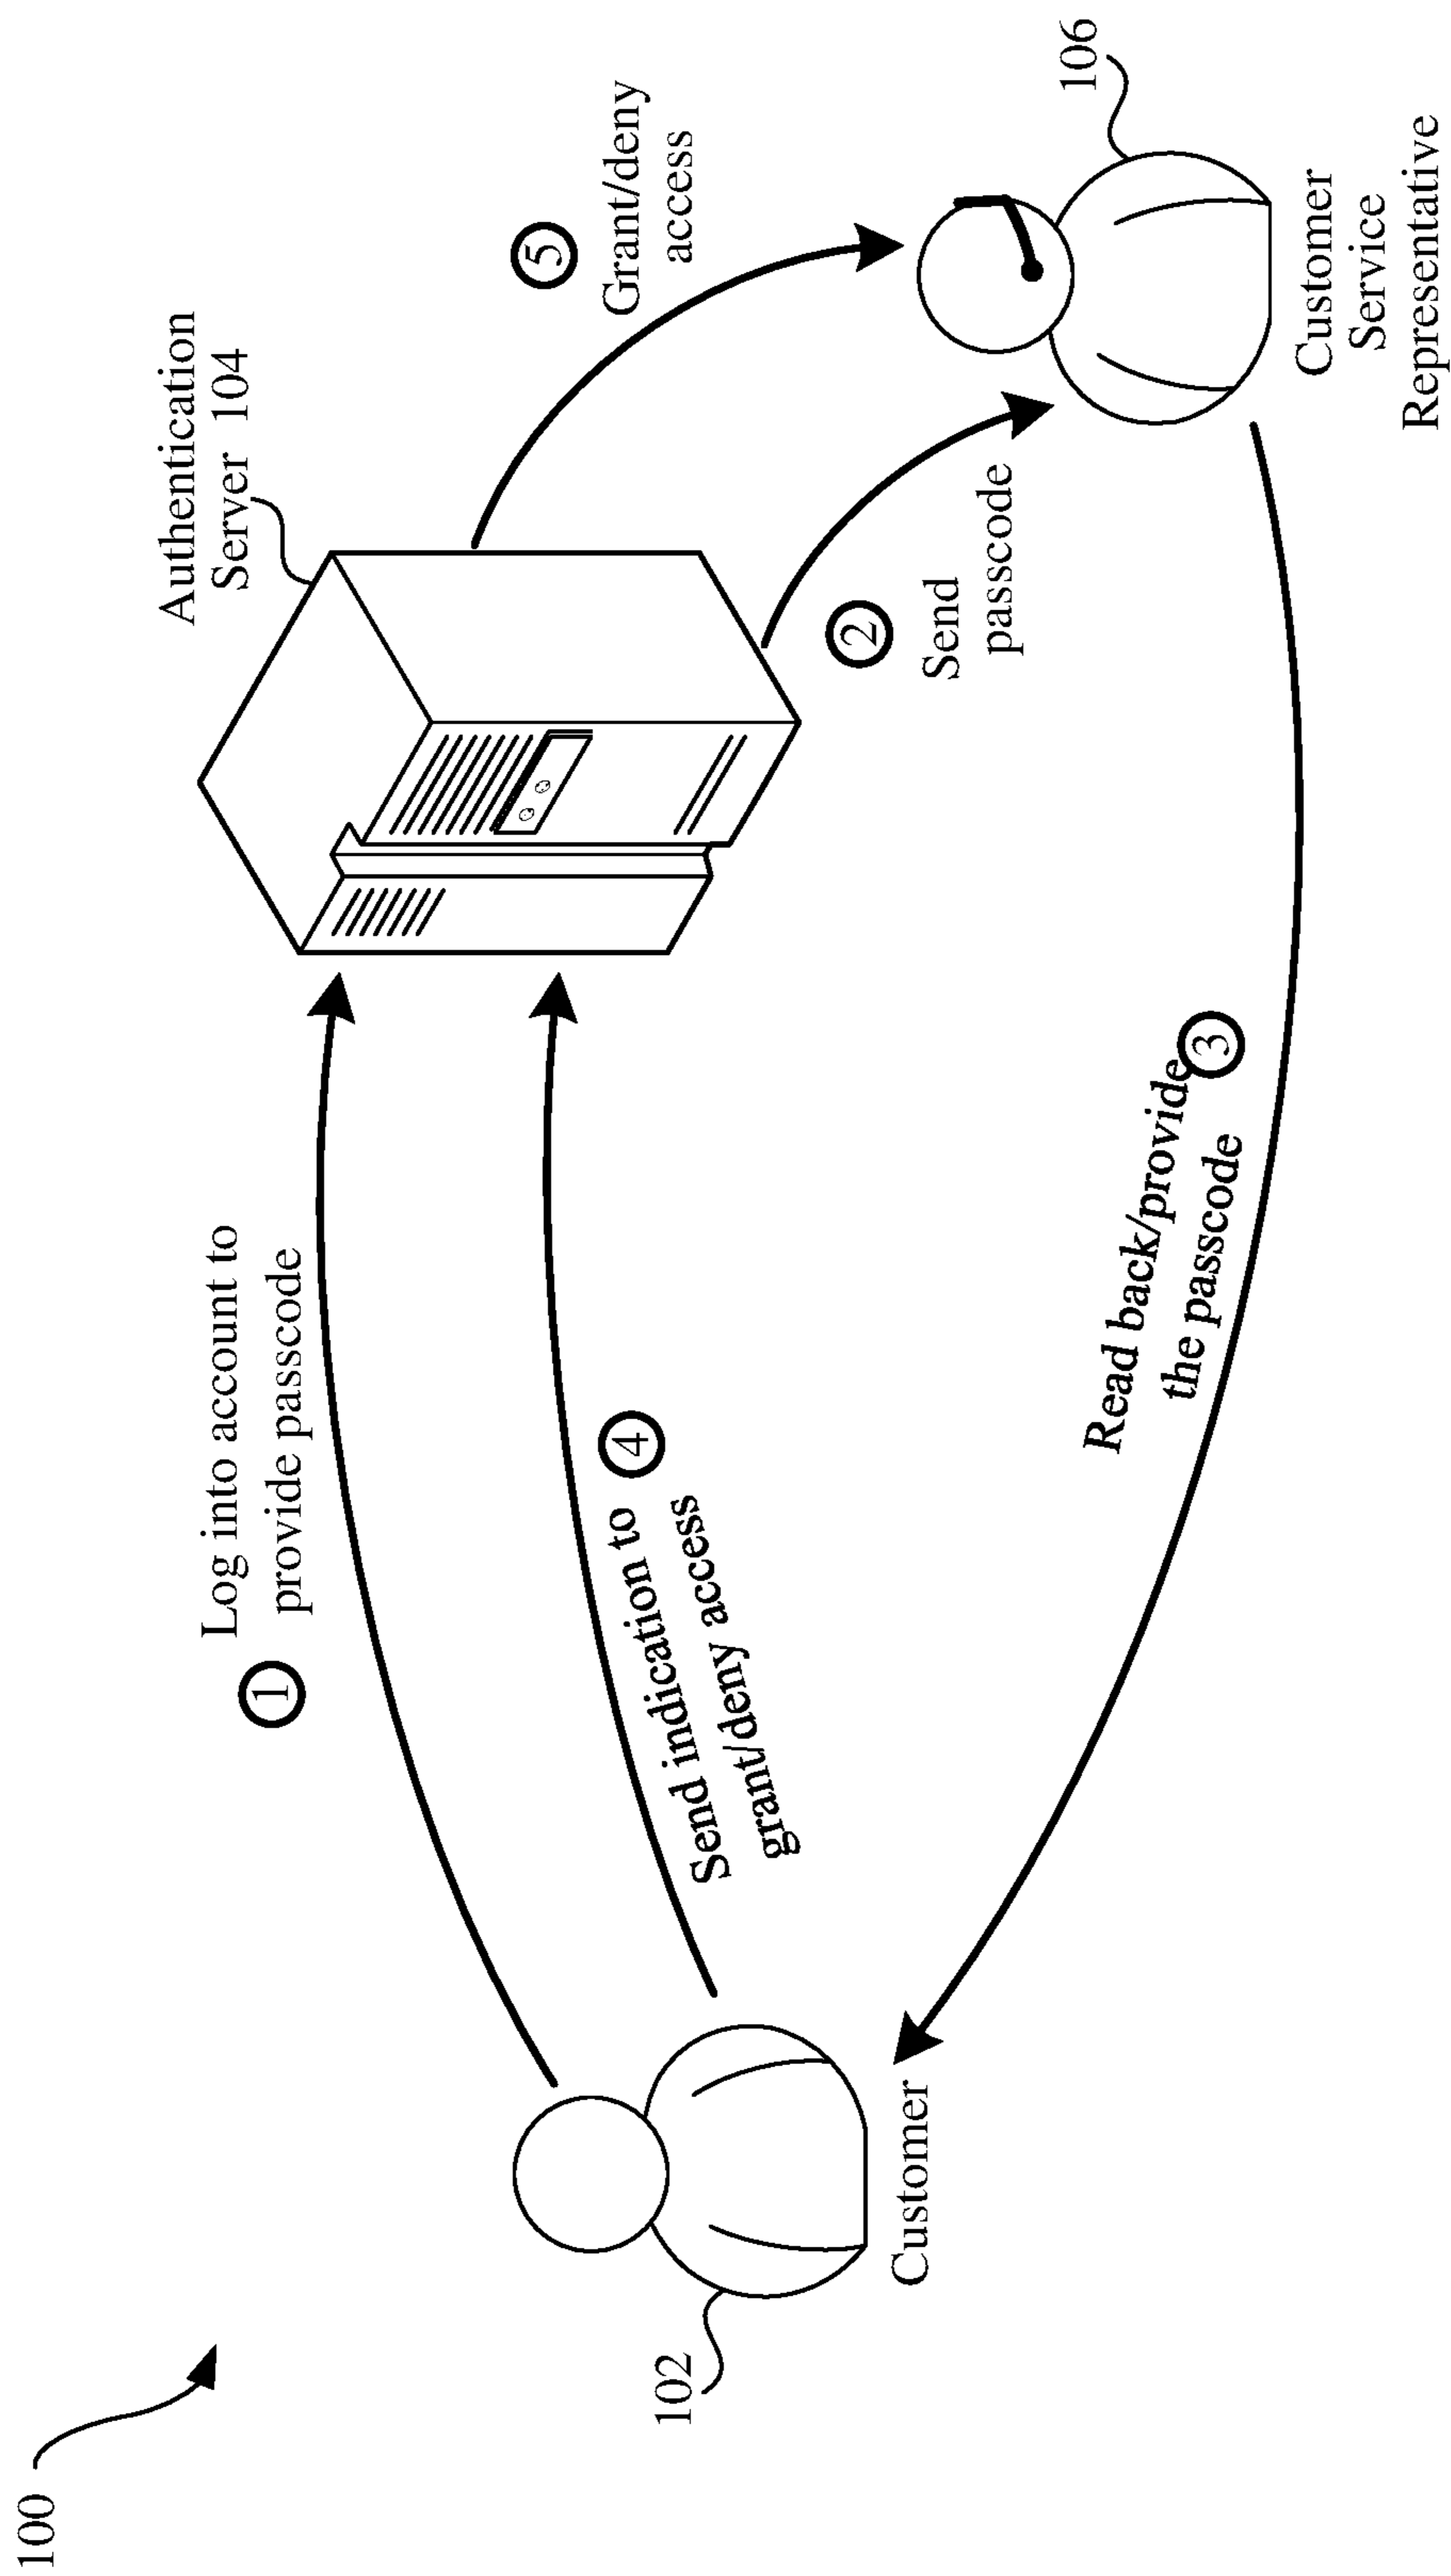 100
Authentication
Server 104
1
Log into account to
provide passcode
5
Grant/deny
access
4
Send indication to
grant/deny access
2
Send
passcode
102
Customer
106
Read back/provide
the passcode
3
Customer
Service
Representative